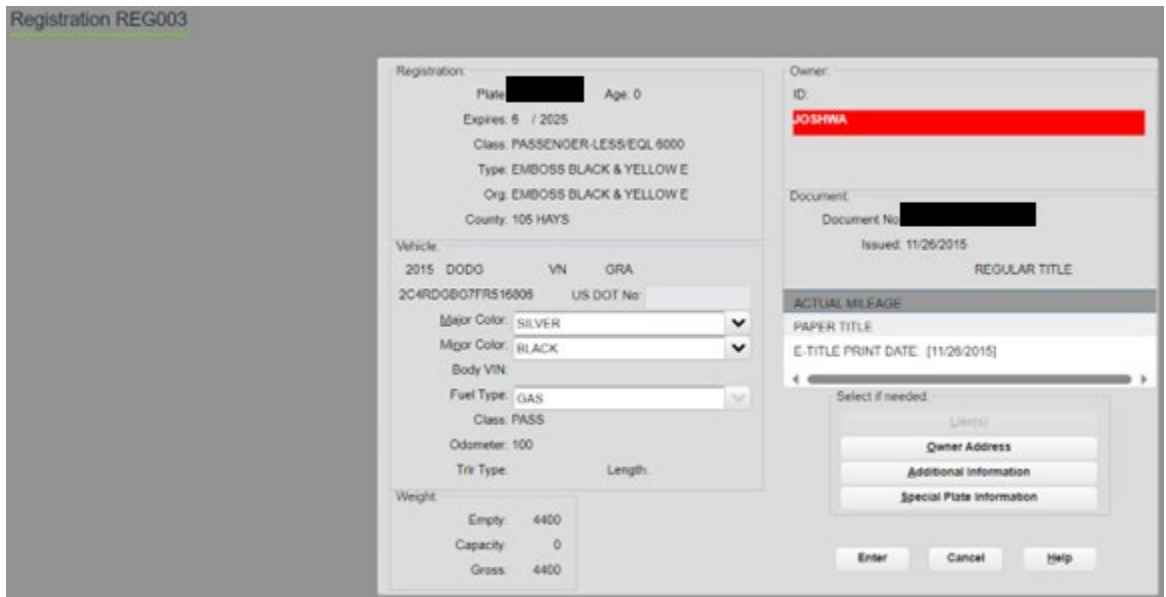 Registration REG003
Registration:
Plate
Age: 0
Expires: 6 / 2025
Class: PASSENGER-LESS/EQL 6000
Type: EMBOSS BLACK & YELLOW E
Org: EMBOSS BLACK & YELLOW E
County: 105 HAYS
Vehicle:
2015 DODG VN GRA
2C4RDGBG7FR516806 US DOT No:
Major Color: SILVER
Minor Color: BLACK
Body VIN:
Fuel Type: GAS
Class: PASS
Odometer: 100
Trlr Type: Length:
Weight:
Empty: 4400
Capacity: 0
Gross: 4400
Owner:
ID:
JOSHWA
Document:
Document No
Issued: 11/26/2015
REGULAR TITLE
ACTUAL MILEAGE
PAPER TITLE
E-TITLE PRINT DATE: [11/26/2015]
Select if needed:
Lien(s)
Owner Address
Additional Information
Special Plate Information
Enter Cancel Help